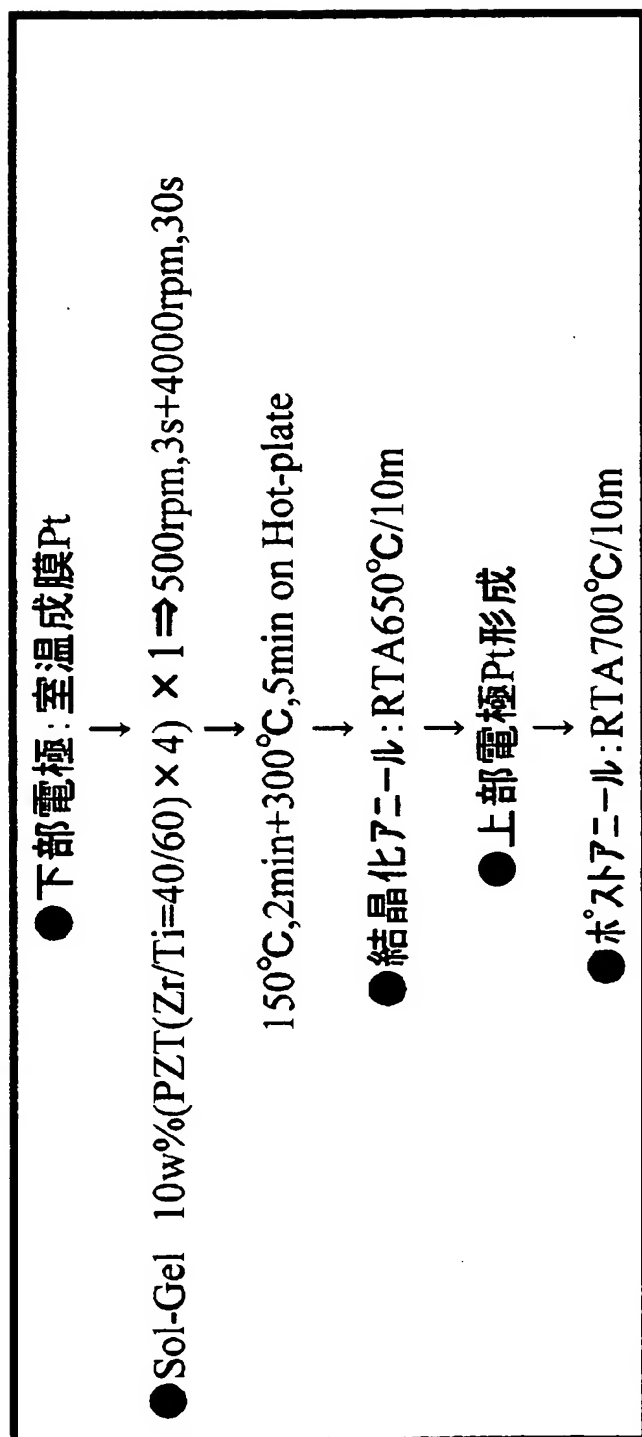 ●下部電極:室温成膜Pt
↓
●Sol-Gel 10w%(PZT(Zr/Ti=40/60)×4)×1⇒500rpm,3s+4000rpm,30s
↓
150℃,2min+300℃,5min on Hot-plate
↓
●結晶化アニール:RTA650℃/10m
↓
●上部電極Pt形成
↓
●ポストアニール:RTA700℃/10m